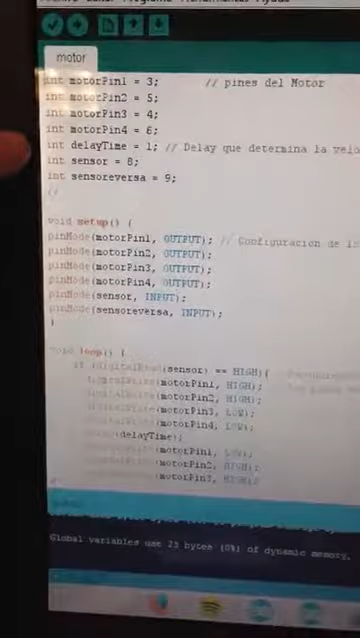 motor
int motorPin1 = 3; // pines del Motor
int motorPin2 = 5;
int motorPin3 = 4;
int motorPin4 = 6;
int delayTime = 1; // Delay que determina la velo
int sensor = 8;
int sensoreversa = 9;
//
void setup() {
pinMode(motorPin1, OUTPUT); // Configuracion de l
pinMode(motorPin2, OUTPUT);
pinMode(motorPin3, OUTPUT);
pinMode(motorPin4, OUTPUT);
pinMode(sensor, INPUT);
pinMode(sensoreversa, INPUT);
}
void loop() {
if (digitalRead(sensor) == HIGH){
digitalWrite(motorPin1, HIGH);
digitalWrite(motorPin2, HIGH);
digitalWrite(motorPin3, LOW);
digitalWrite(motorPin4, LOW);
delay(delayTime);
digitalWrite(motorPin1, LOW);
digitalWrite(motorPin2, HIGH);
digitalWrite(motorPin3, HIGH);
Global variables use 23 bytes (0%) of dynamic memory,